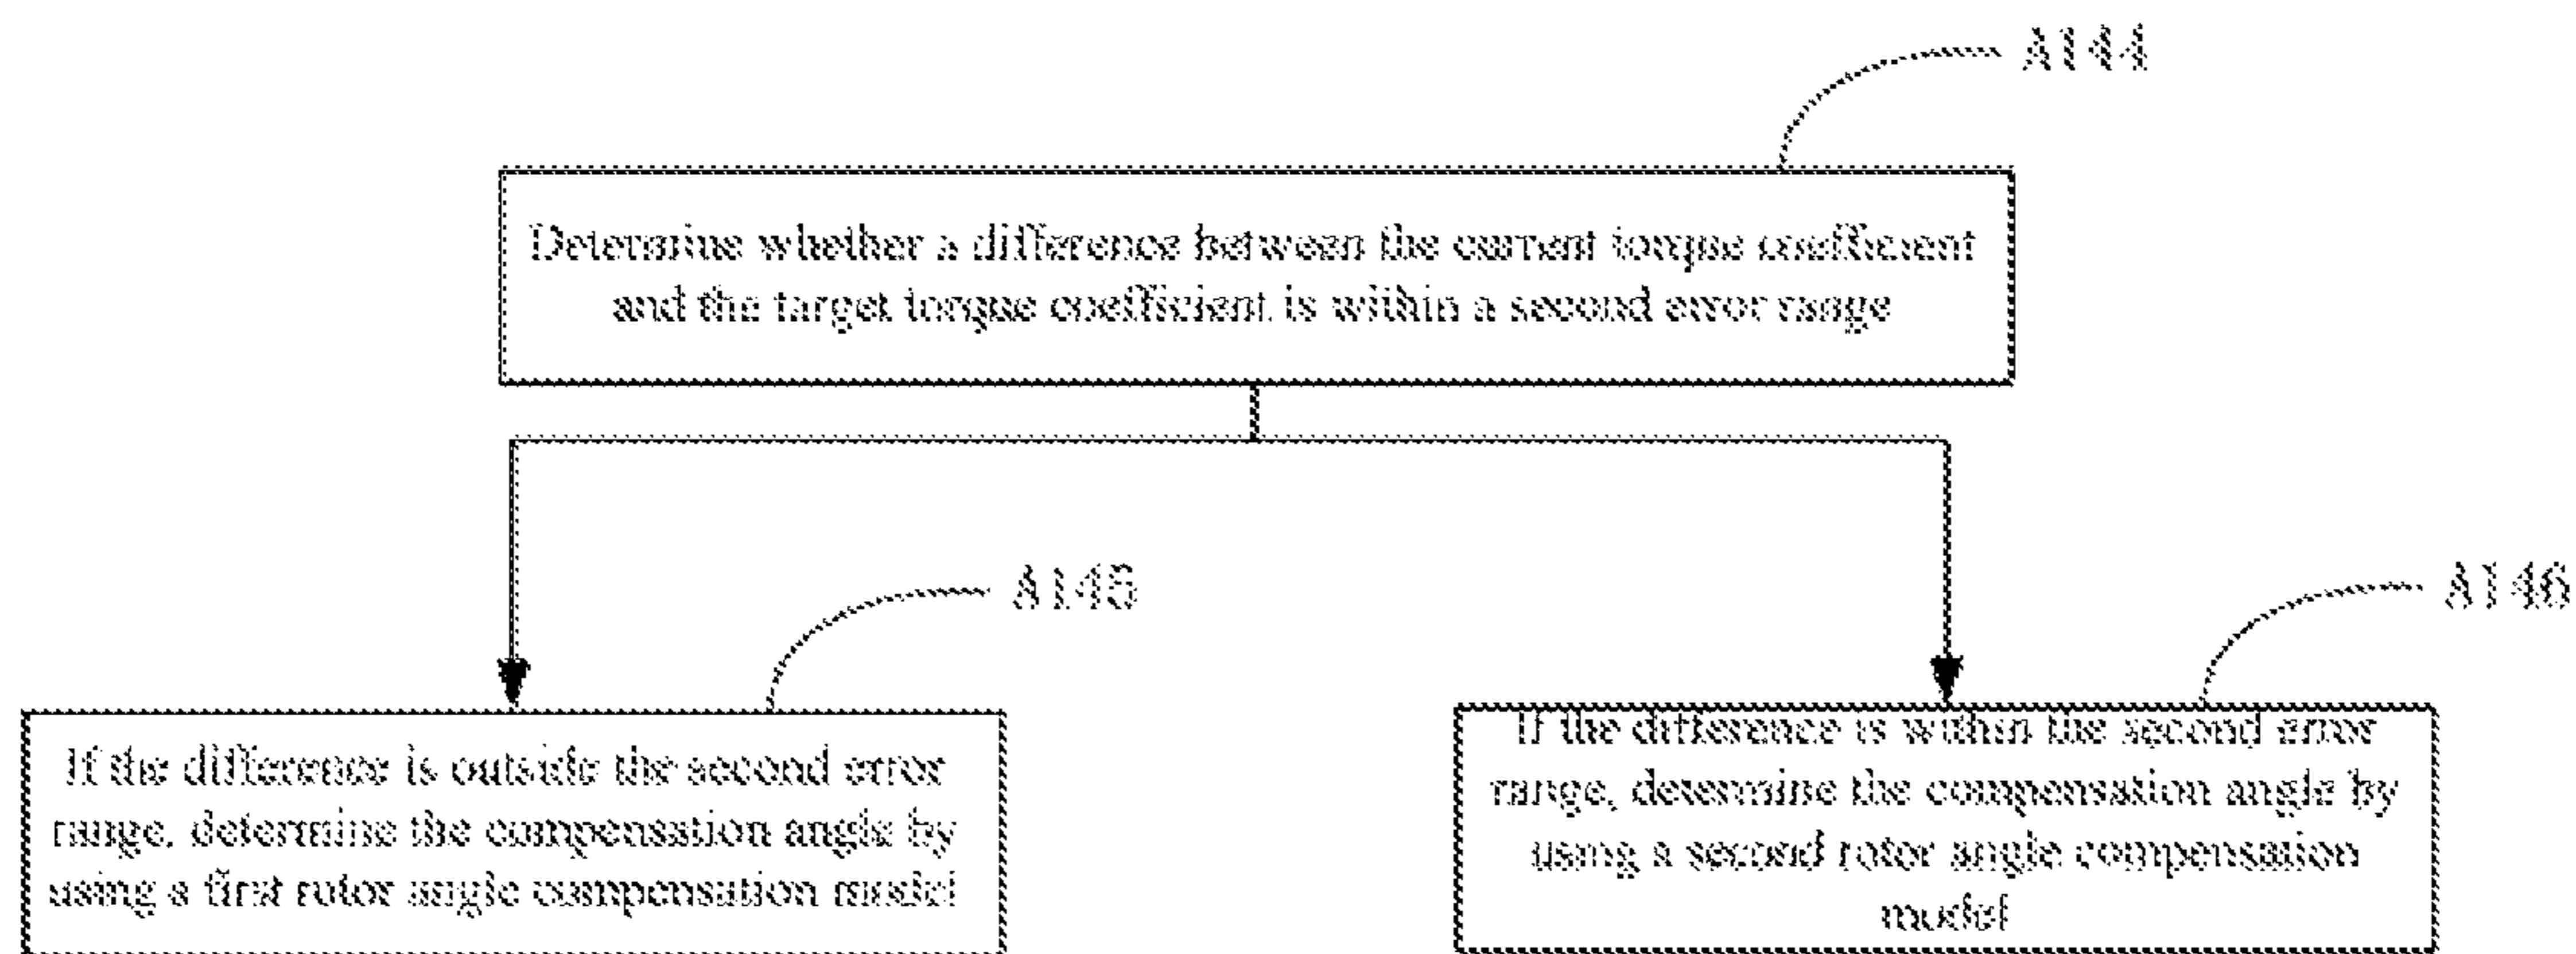 A144
Determine whether a difference between the current torque coefficient
and the target torque coefficient is within a second error range
A145
If the difference is outside the second error
range, determine the compensation angle by
using a first rotor angle compensation model
A146
If the difference is within the second error
range, determine the compensation angle by
using a second rotor angle compensation
model